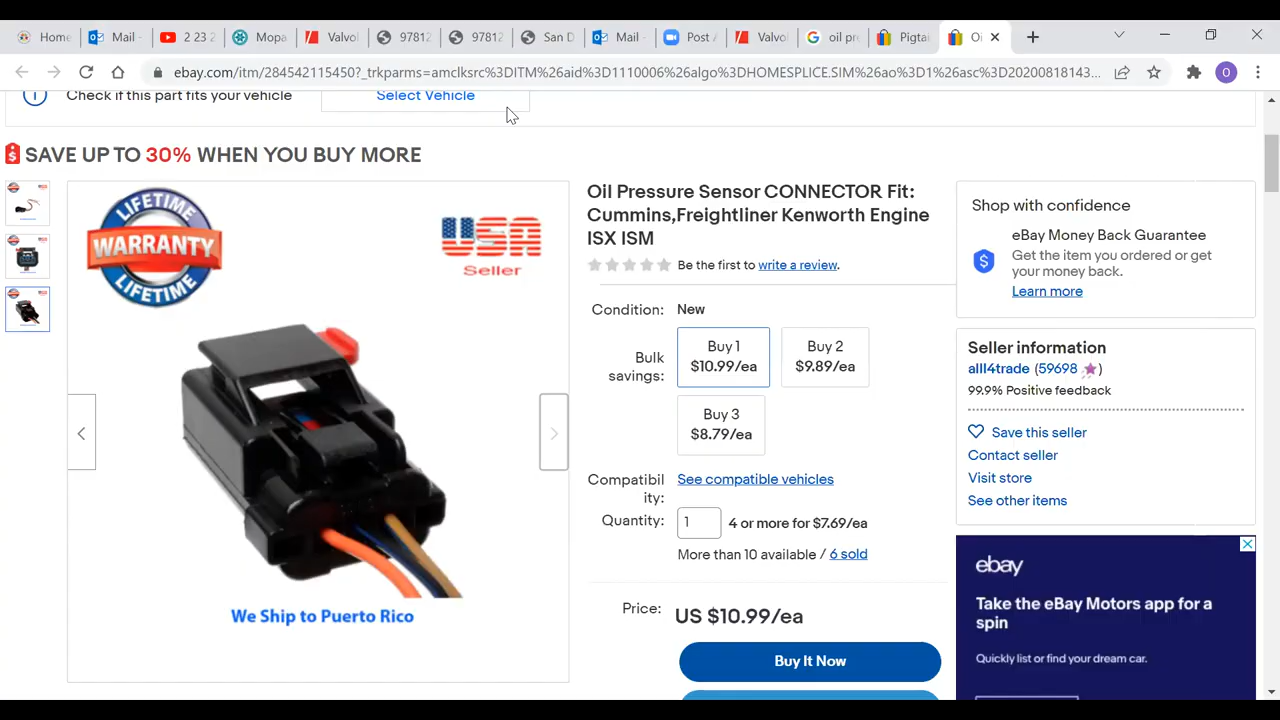 Home
Mail -
2 23 2
Mopa
Valvol
97812
97812
San D
Mail -
Post A
Valvol
oil pre
Pigtai
Oi
ebay.com/itm/284542115450?_trkparms=amclksrc%3DITM%26aid%3D1110006%26algo%3DHOMESPLICE.SIM%26ao%3D1%26asc%3D20200818143...
O
Check if this part fits your vehicle
Select Vehicle
SAVE UP TO 30% WHEN YOU BUY MORE
LIFETIME
WARRANTY
LIFETIME
USA
Seller
We Ship to Puerto Rico
Oil Pressure Sensor CONNECTOR Fit:
Cummins,Freightliner Kenworth Engine
ISX ISM
Be the first to write a review.
Condition: New
Bulk
savings:
Buy 1
$10.99/ea
Buy 2
$9.89/ea
Buy 3
$8.79/ea
Compatibil
ity:
See compatible vehicles
Quantity: 1 4 or more for $7.69/ea
More than 10 available / 6 sold
Price: US $10.99/ea
Buy It Now
Shop with confidence
eBay Money Back Guarantee
Get the item you ordered or get
your money back.
Learn more
Seller information
alll4trade (59698)
99.9% Positive feedback
Save this seller
Contact seller
Visit store
See other items
ebay
Take the eBay Motors app for a
spin
Quickly list or find your dream car.